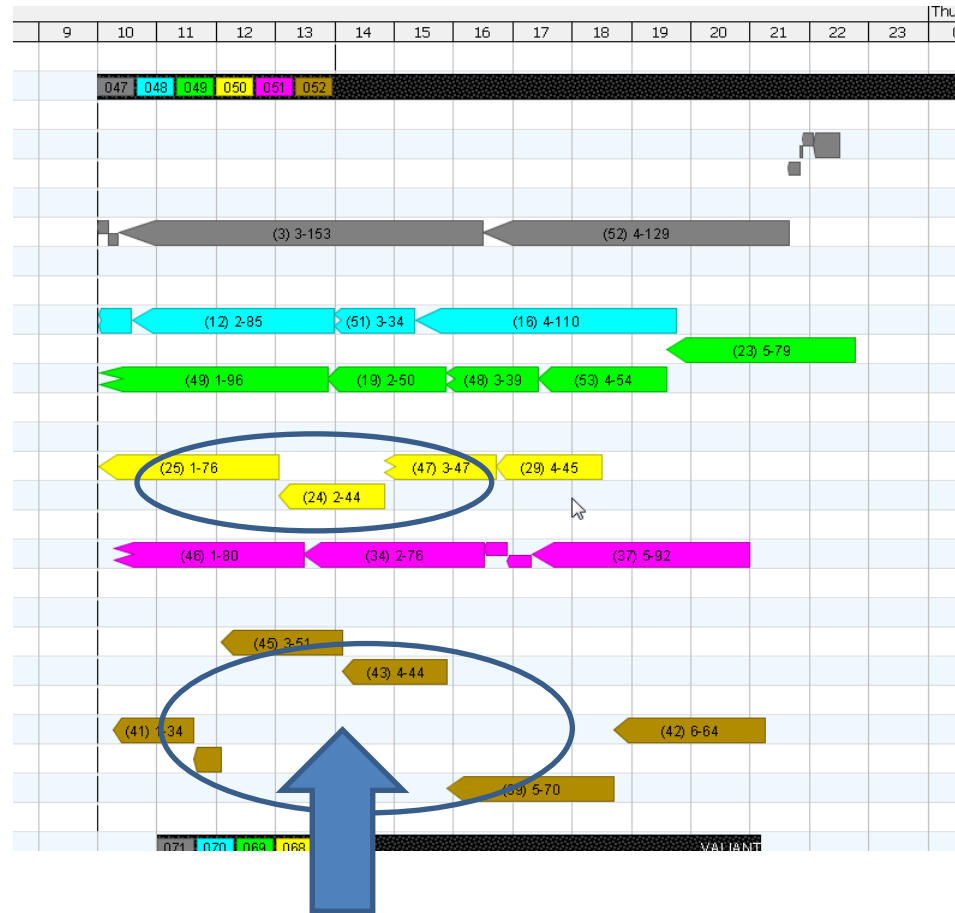 Thu
9 10 11 12 13 14 15 16 17 18 19 20 21 22 23
047 048 049 050 051 052
(3) 3-153 (52) 4-129
(12) 2-85 (51) 3-34 (16) 4-110
(23) 5-79
(49) 1-96 (19) 2-50 (48) 3-39 (53) 4-54
(25) 1-76 (47) 3-47 (29) 4-45
(24) 2-44
(46) 1-80 (34) 2-76 (37) 5-92
(45) 3-51
(43) 4-44
(41) 1-34 (42) 6-64
5-70
071 070 069 068 VALIANT